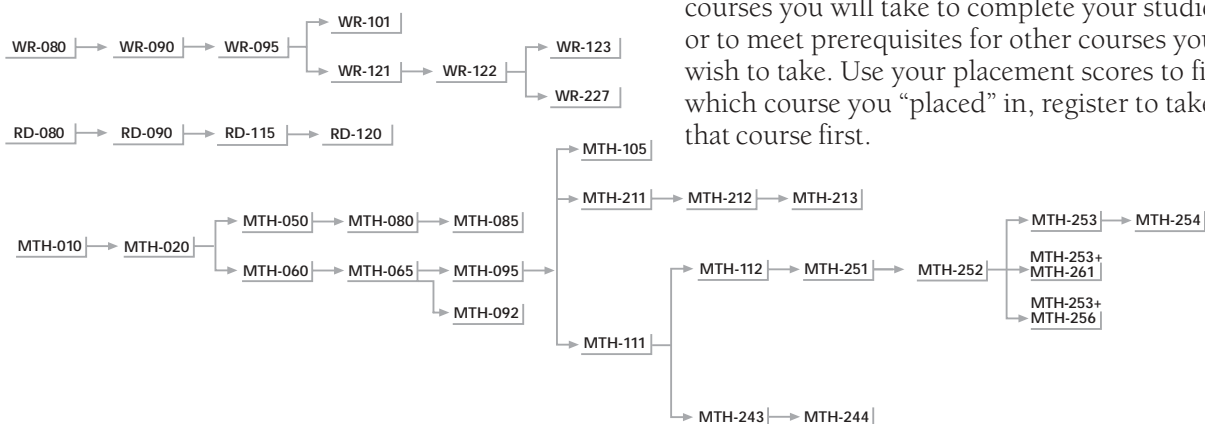 courses you will take to complete your
or to meet prerequisites for other courses
wish to take. Use your placement scores to
which course you “placed” in, register to
that course first.
WR-080
WR-090
WR-095
WR-101
WR-121
WR-122
WR-123
WR-227
RD-080
RD-090
RD-115
RD-120
MTH-010
MTH-020
MTH-050
MTH-080
MTH-085
MTH-060
MTH-065
MTH-095
MTH-092
MTH-105
MTH-211
MTH-212
MTH-213
MTH-111
MTH-112
MTH-251
MTH-252
MTH-253
MTH-254
MTH-253+
MTH-261
MTH-253+
MTH-256
MTH-243
MTH-244